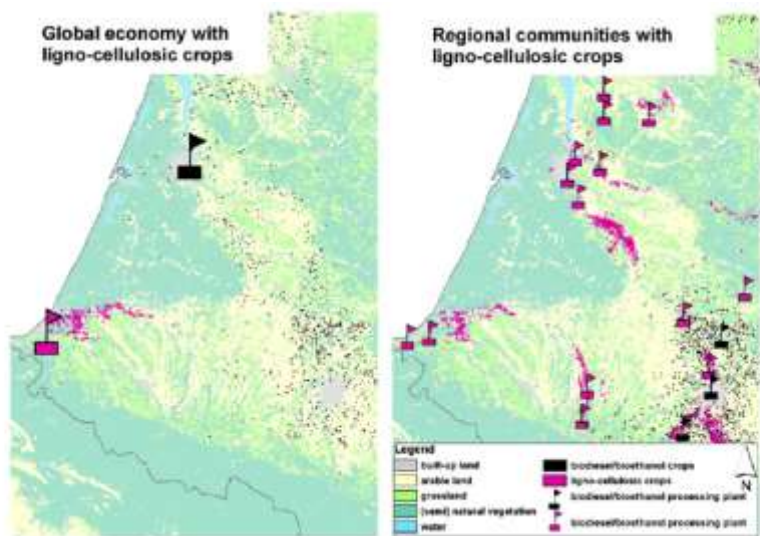 Global economy with
ligno-cellulosic crops
Regional communities with
ligno-cellulosic crops
Legend
built-up land
arable land
grassland
(semi) natural vegetation
water
biodiesel/bioethanol crops
ligno-cellulosic crops
biodiesel/bioethanol processing plant
biodiesel/bioethanol processing plant
N